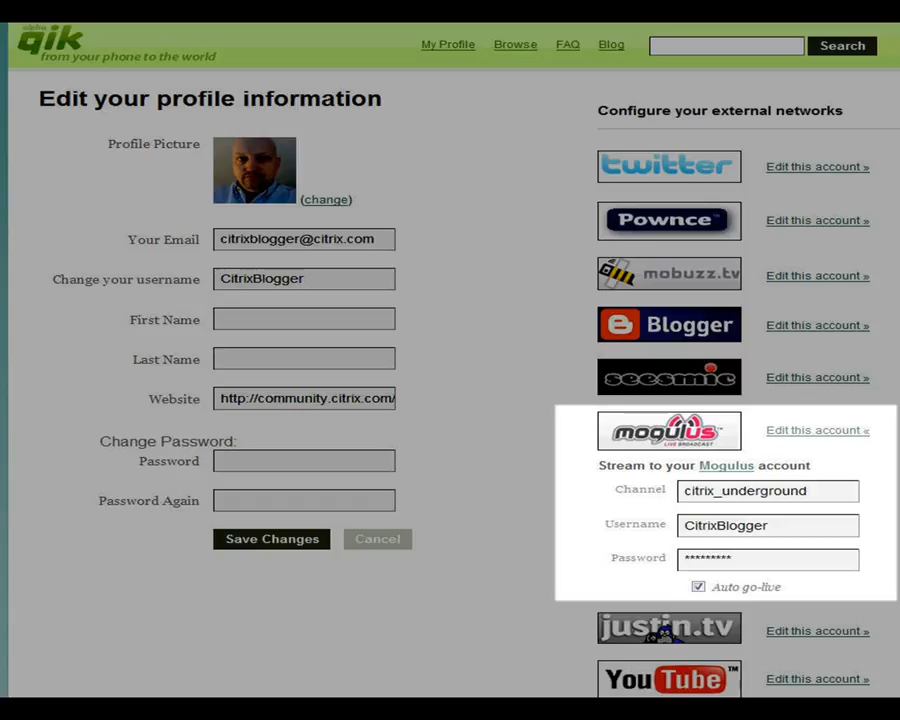 alpha
qik
from your phone to the world
My Profile Browse FAQ Blog Search
Edit your profile information
Profile Picture
(change)
Your Email citrixblogger@citrix.com
Change your username CitrixBlogger
First Name
Last Name
Website http://community.citrix.com/
Change Password:
Password
Password Again
Save Changes Cancel
Configure your external networks
twitter Edit this account »
Pownce™ Edit this account »
mobuzz.tv Edit this account »
Blogger Edit this account »
seesmic Edit this account »
mogulus™ LIVE BROADCAST Edit this account «
Stream to your Mogulus account
Channel citrix_underground
Username CitrixBlogger
Password *********
Auto go-live
justin.tv Edit this account »
YouTube™ Edit this account »